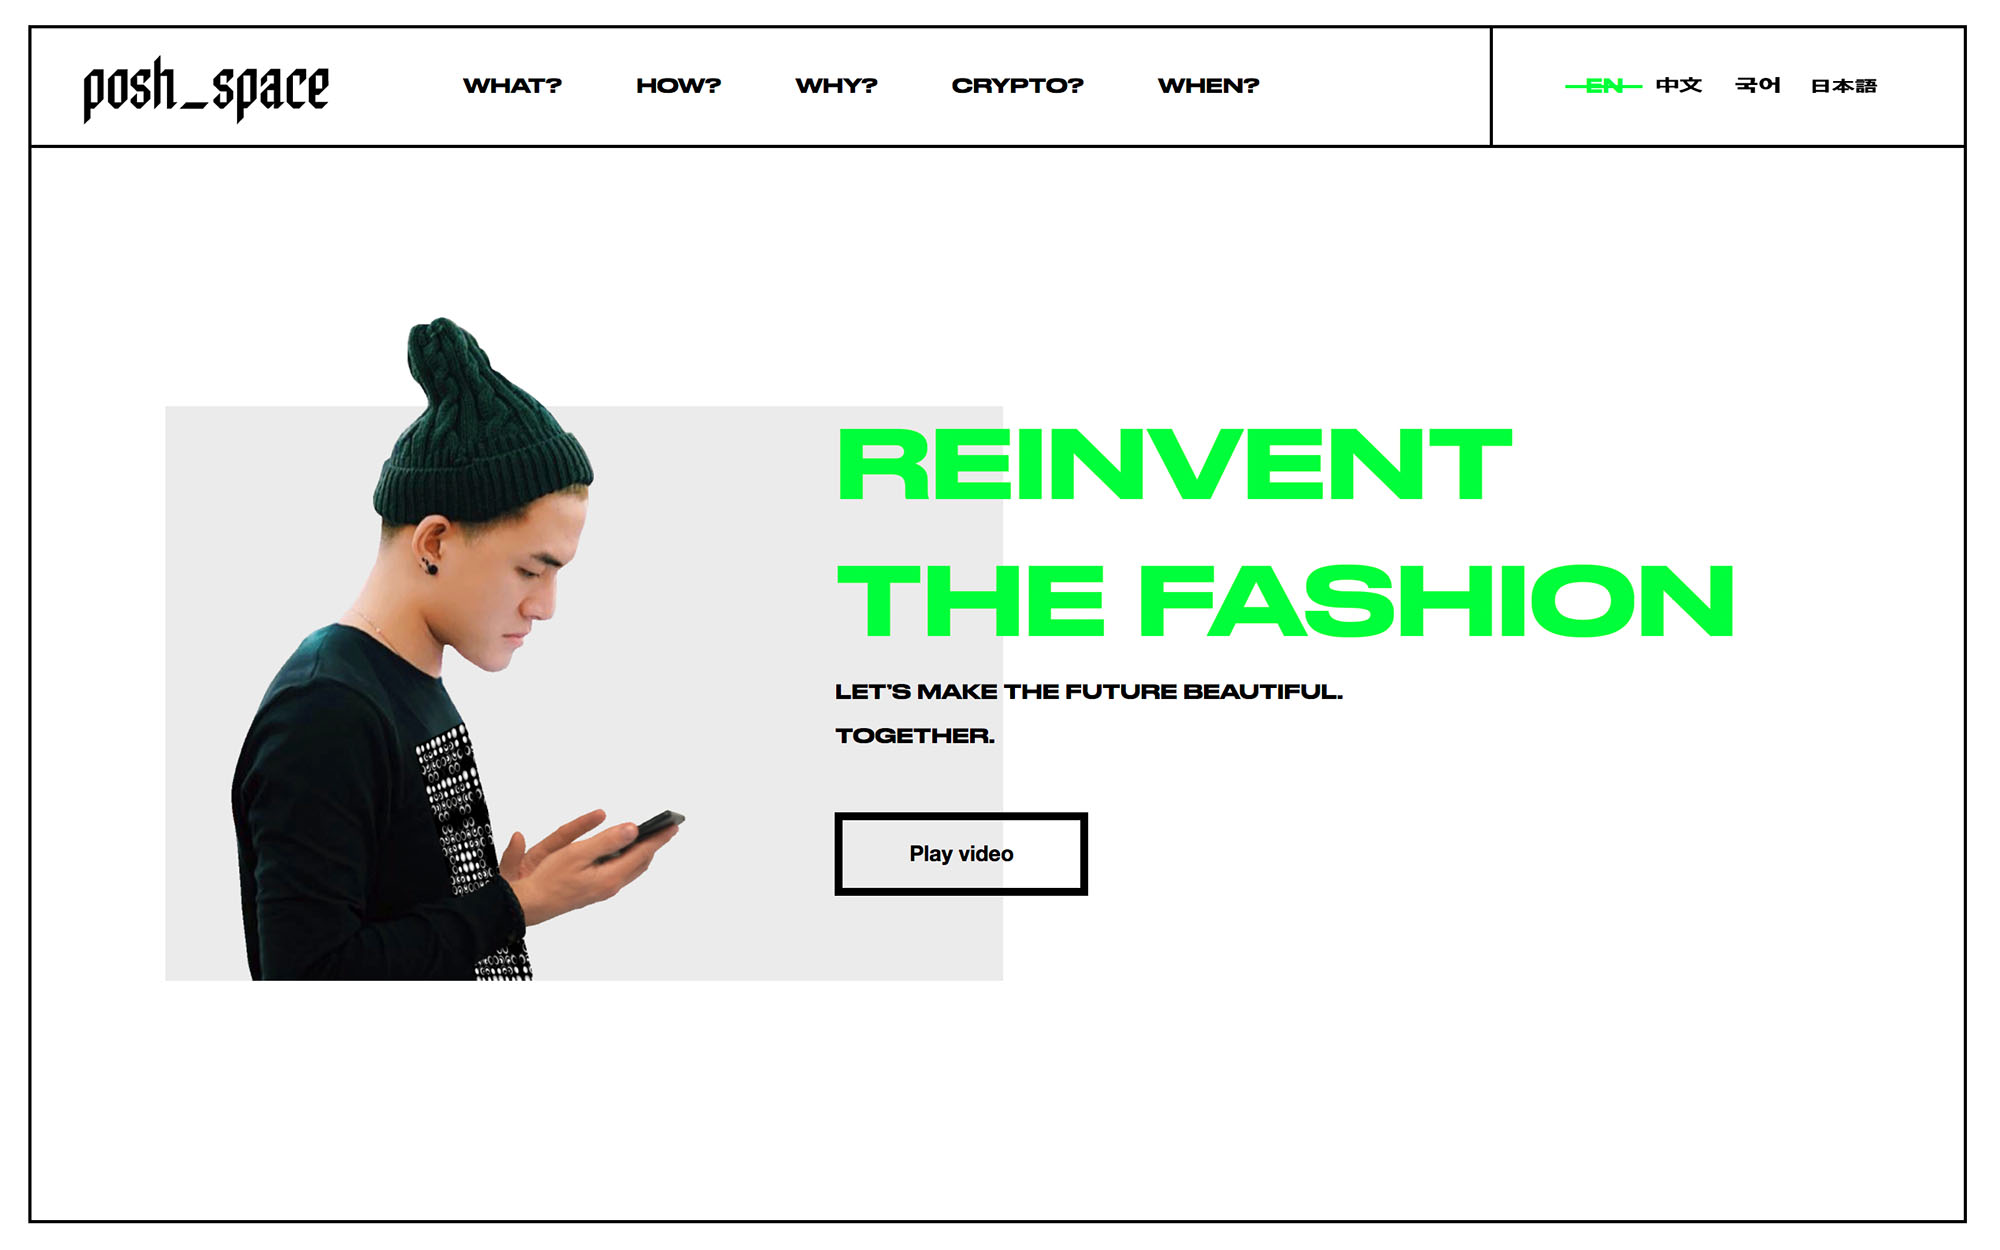 posh_space
WHAT? HOW? WHY? CRYPTO? WHEN?
EN 中文 국어 日本語
REINVENT
THE FASHION
LET'S MAKE THE FUTURE BEAUTIFUL.
TOGETHER.
Play video